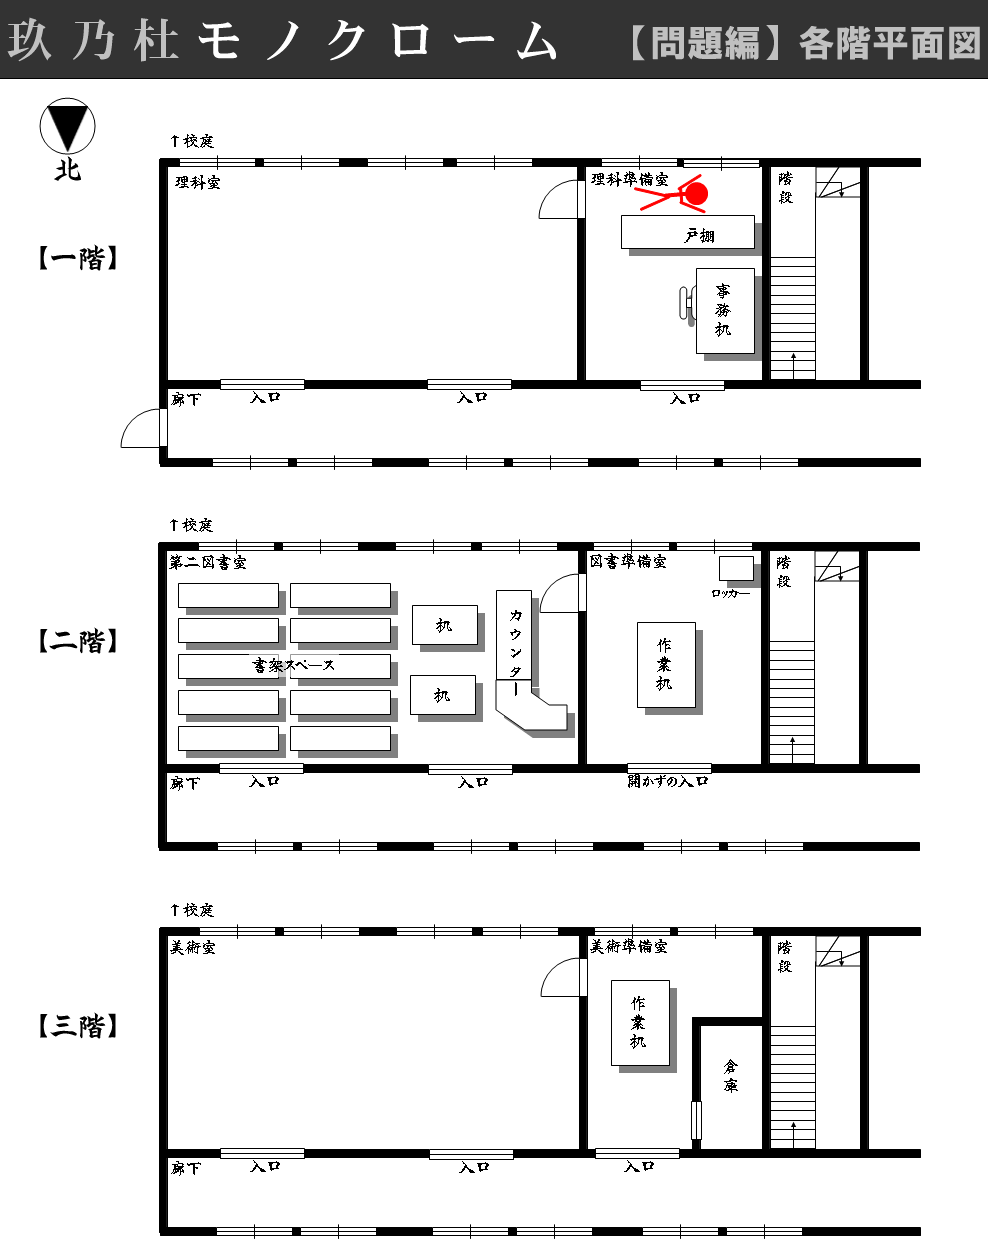 玖乃杜モノクローム 【問題編】各階平面図
北
【一階】
↑校庭
理科室
理科準備室
階段
戸棚
事務机
廊下
入口
入口
入口
【二階】
↑校庭
第二図書室
図書準備室
階段
ロッカー
カウンター
机
作業机
書架スペース
机
廊下
入口
入口
開かずの入口
【三階】
↑校庭
美術室
美術準備室
階段
作業机
倉庫
廊下
入口
入口
入口